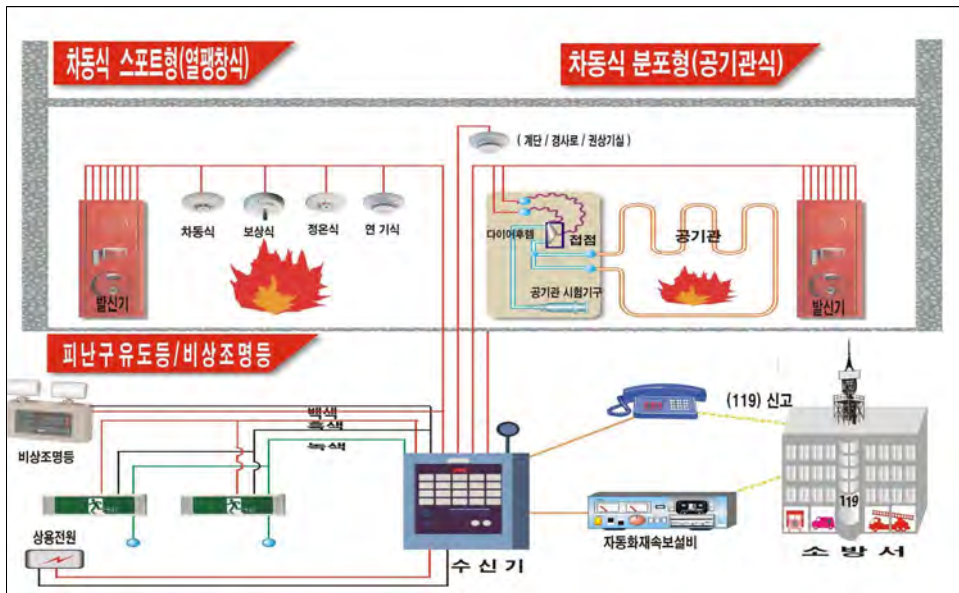 차동식 스포트형(열팽창식)
차동식 분포형(공기관식)
( 계단 / 경사로 / 권상기실 )
차동식
보상식
정온식
연 기식
발신기
다이어후렘
접점
공기관
공기관 시험기구
발신기
피난구 유도등/비상조명등
비상조명등
백색
흑색
녹색
상용전원
수 신 기
(119) 신고
자동화재속보설비
119
소 방 서